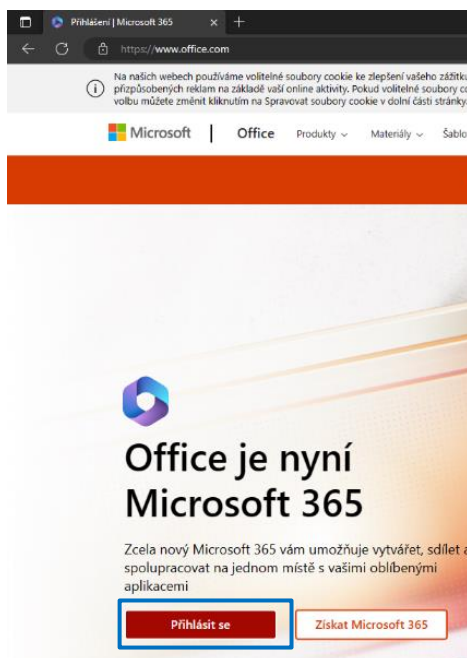 Přihlášení | Microsoft 365
https://www.office.com
Na našich webech používáme volitelné soubory cookie ke zlepšení vašeho zážitku
přizpůsobených reklam na základě vaší online aktivity. Pokud volitelné soubory co
volbu můžete změnit kliknutím na Spravovat soubory cookie v dolní části stránky
Microsoft | Office Produkty Materiály Šablo
Office je nyní
Microsoft 365
Zcela nový Microsoft 365 vám umožňuje vytvářet, sdílet a
spolupracovat na jednom místě s vašimi oblíbenými
aplikacemi
Přihlásit se Získat Microsoft 365